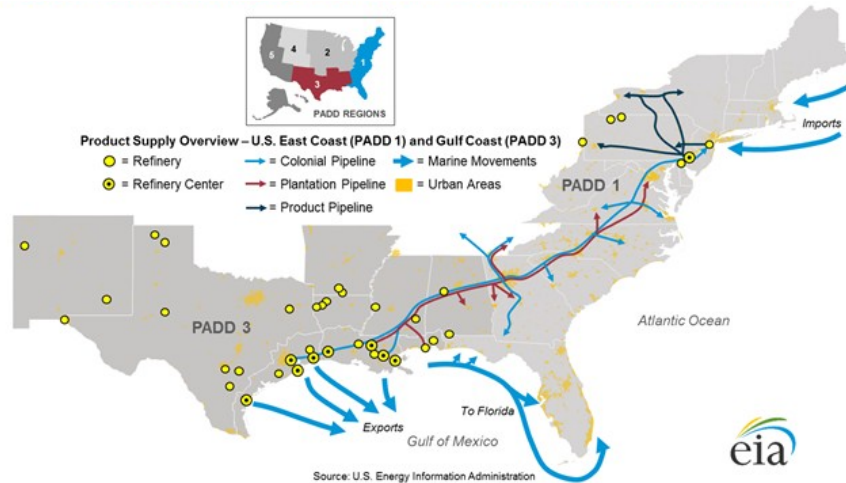 5
4
2
1
3
PADD REGIONS
Product Supply Overview – U.S. East Coast (PADD 1) and Gulf Coast (PADD 3)
= Refinery
= Colonial Pipeline
= Marine Movements
= Refinery Center
= Plantation Pipeline
= Urban Areas
= Product Pipeline
Imports
PADD 1
PADD 3
Atlantic Ocean
To Florida
Exports
Gulf of Mexico
eia
Source: U.S. Energy Information Administration